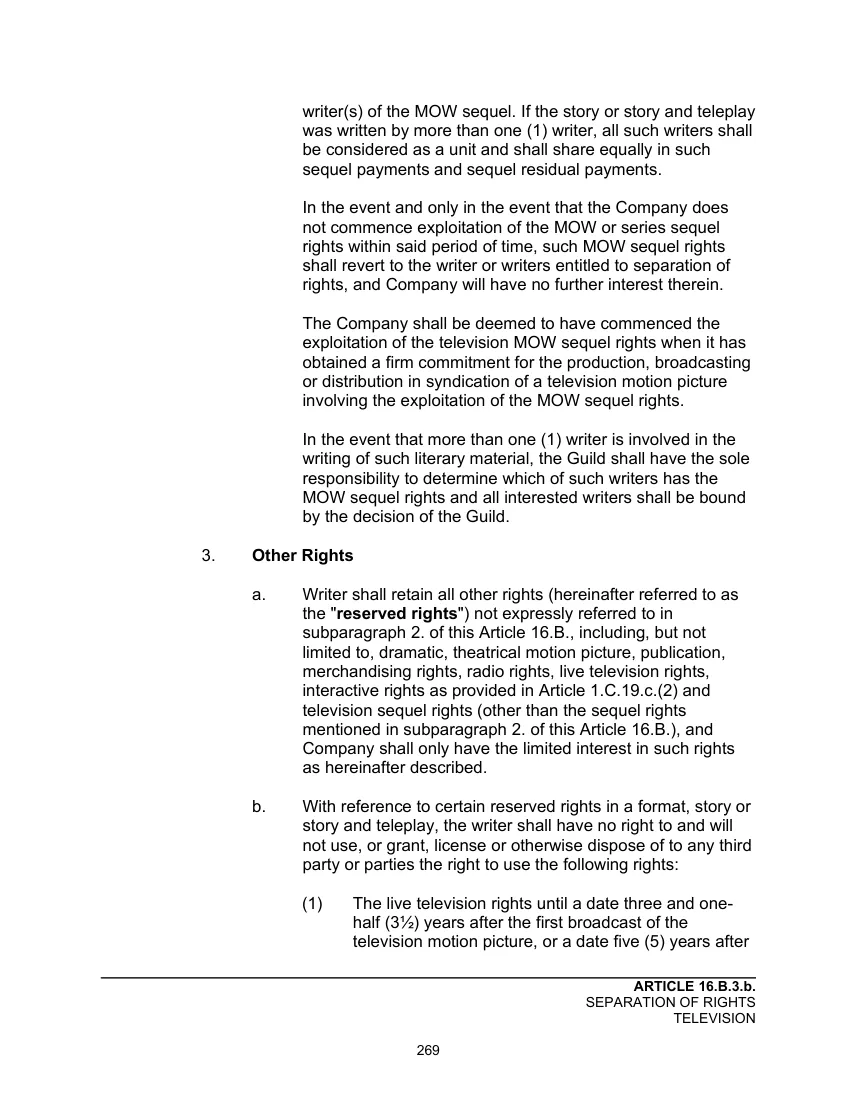 writer(s) of the MOW sequel. If the story or story and teleplay
was written by more than one (1) writer, all such writers shall
be considered as a unit and shall share equally in such
sequel payments and sequel residual payments.
In the event and only in the event that the Company does
not commence exploitation of the MOW or series sequel
rights within said period of time, such MOW sequel rights
shall revert to the writer or writers entitled to separation of
rights, and Company will have no further interest therein.
The Company shall be deemed to have commenced the
exploitation of the television MOW sequel rights when it has
obtained a firm commitment for the production, broadcasting
or distribution in syndication of a television motion picture
involving the exploitation of the MOW sequel rights.
In the event that more than one (1) writer is involved in the
writing of such literary material, the Guild shall have the sole
responsibility to determine which of such writers has the
MOW sequel rights and all interested writers shall be bound
by the decision of the Guild.
3. Other Rights
a. Writer shall retain all other rights (hereinafter referred to as
the "reserved rights") not expressly referred to in
subparagraph 2. of this Article 16.B., including, but not
limited to, dramatic, theatrical motion picture, publication,
merchandising rights, radio rights, live television rights,
interactive rights as provided in Article 1.C.19.c.(2) and
television sequel rights (other than the sequel rights
mentioned in subparagraph 2. of this Article 16.B.), and
Company shall only have the limited interest in such rights
as hereinafter described.
b. With reference to certain reserved rights in a format, story or
story and teleplay, the writer shall have no right to and will
not use, or grant, license or otherwise dispose of to any third
party or parties the right to use the following rights:
(1) The live television rights until a date three and one-
half (3½) years after the first broadcast of the
television motion picture, or a date five (5) years after
ARTICLE 16.B.3.b.
SEPARATION OF RIGHTS
TELEVISION
269